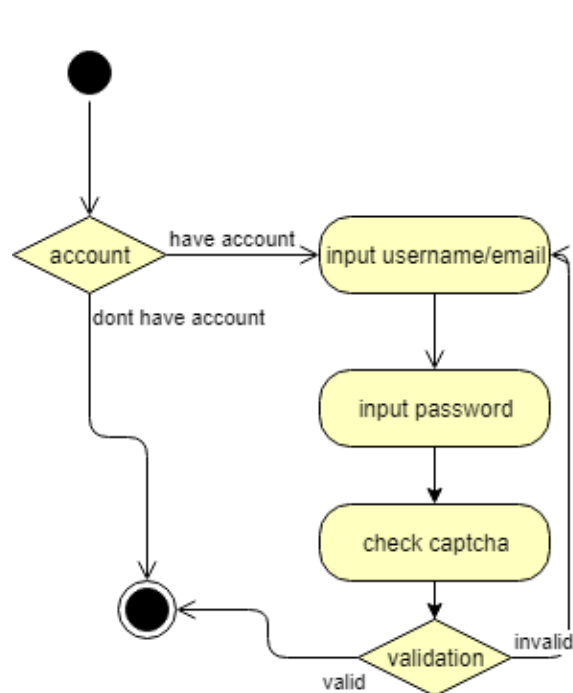 account
have account
input username/email
dont have account
input password
check captcha
validation
invalid
valid